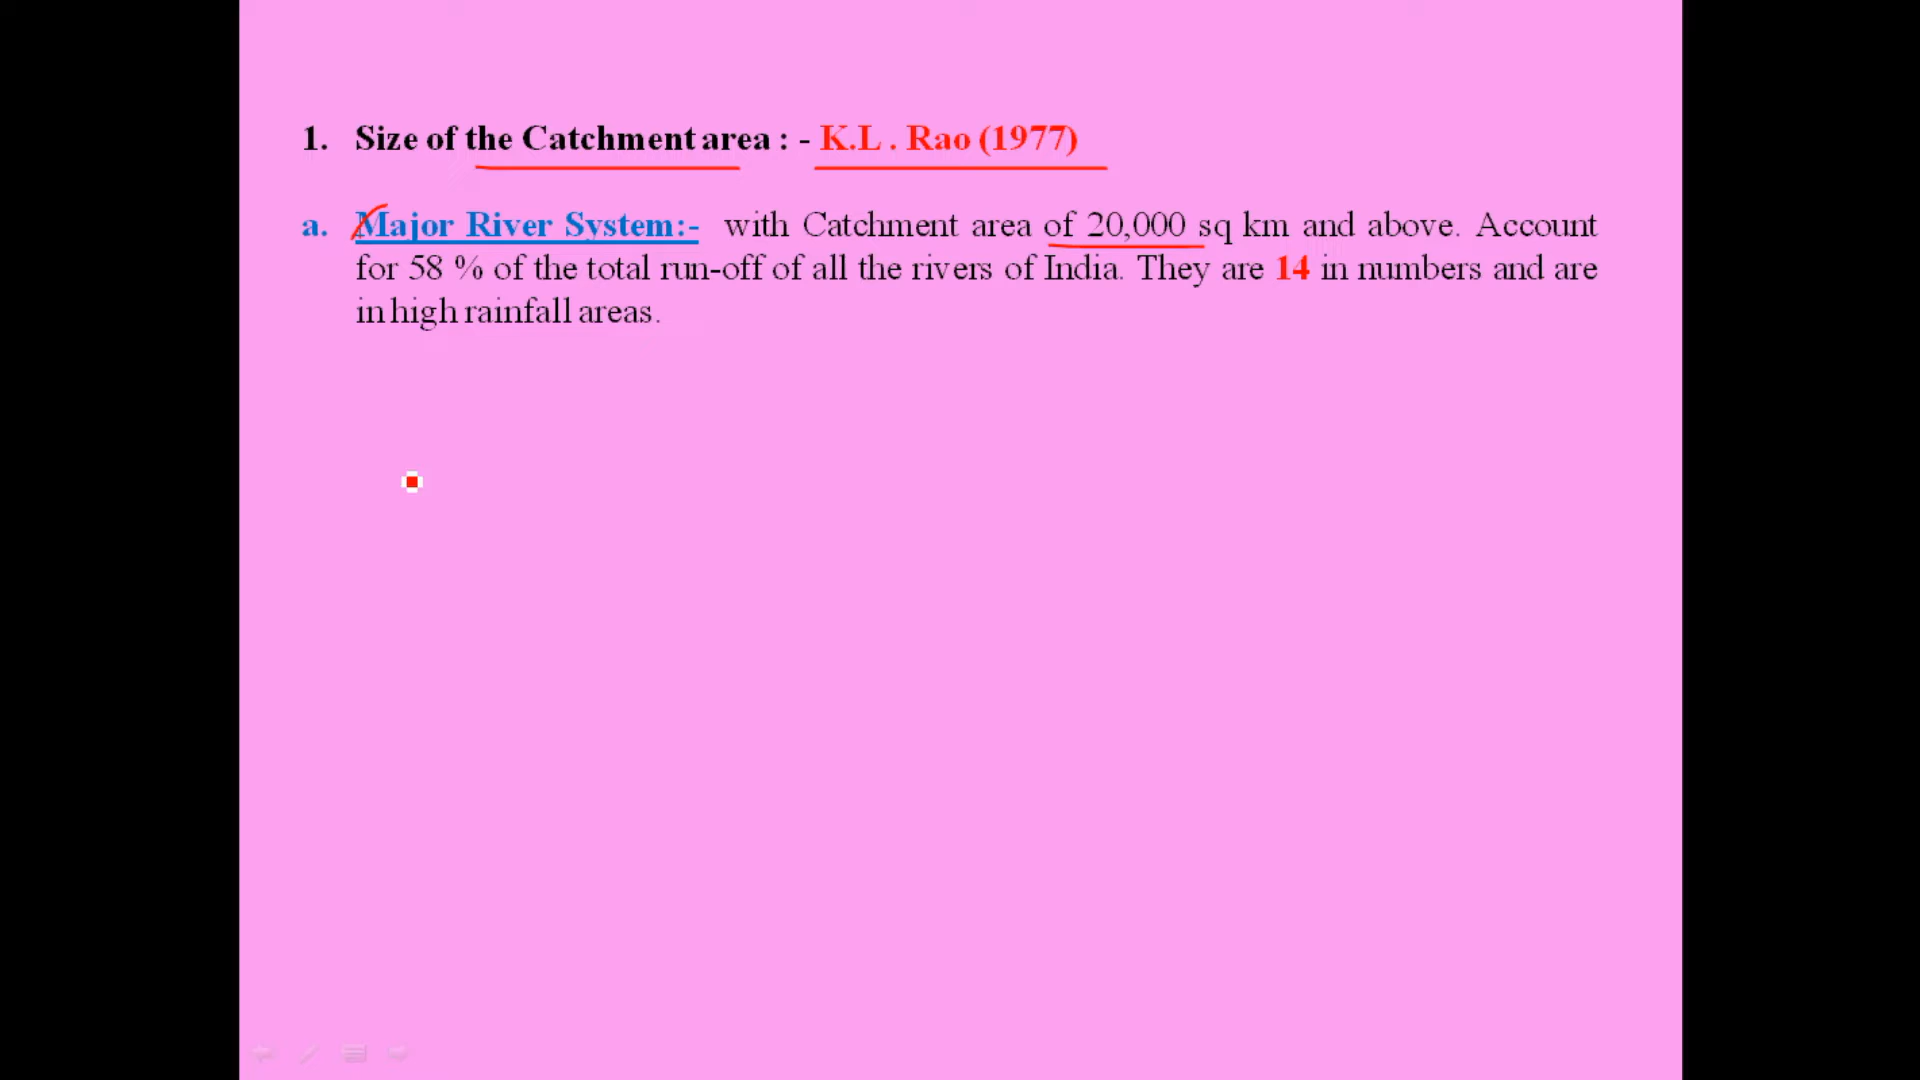 1. Size of the Catchment area : - K.L . Rao (1977)
a. Major River System:- with Catchment area of 20,000 sq km and above. Account
for 58 % of the total run-off of all the rivers of India. They are 14 in numbers and are
in high rainfall areas.